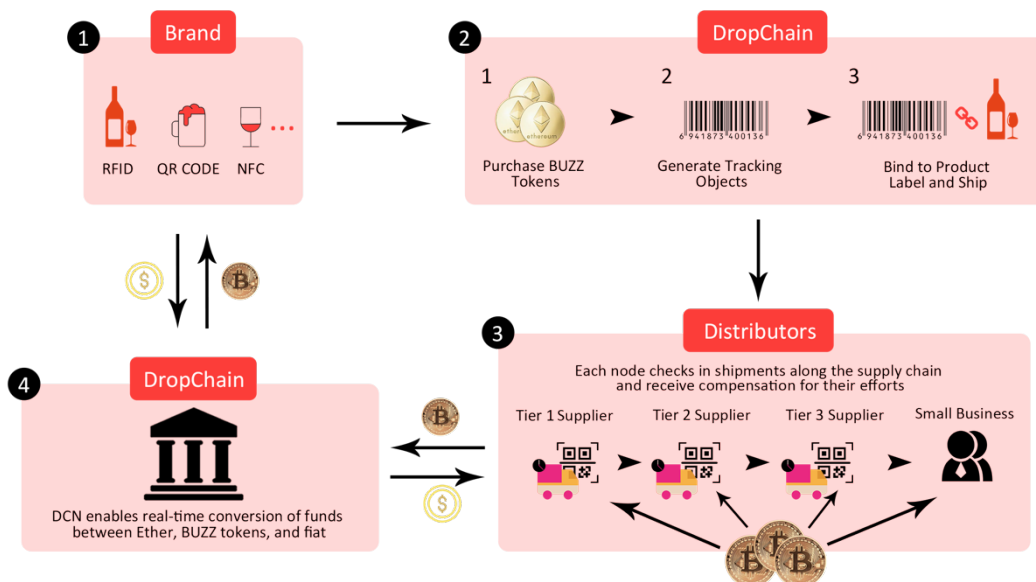 1
Brand
RFID
QR CODE
NFC
2
DropChain
1
ethereum
Purchase BUZZ
Tokens
2
6 941873 400136
Generate Tracking
Objects
3
6 941873 400136
Bind to Product
Label and Ship
3
Distributors
Each node checks in shipments along the supply chain
and receive compensation for their efforts
Tier 1 Supplier
Tier 2 Supplier
Tier 3 Supplier
Small Business
4
DropChain
DCN enables real-time conversion of funds
between Ether, BUZZ tokens, and fiat